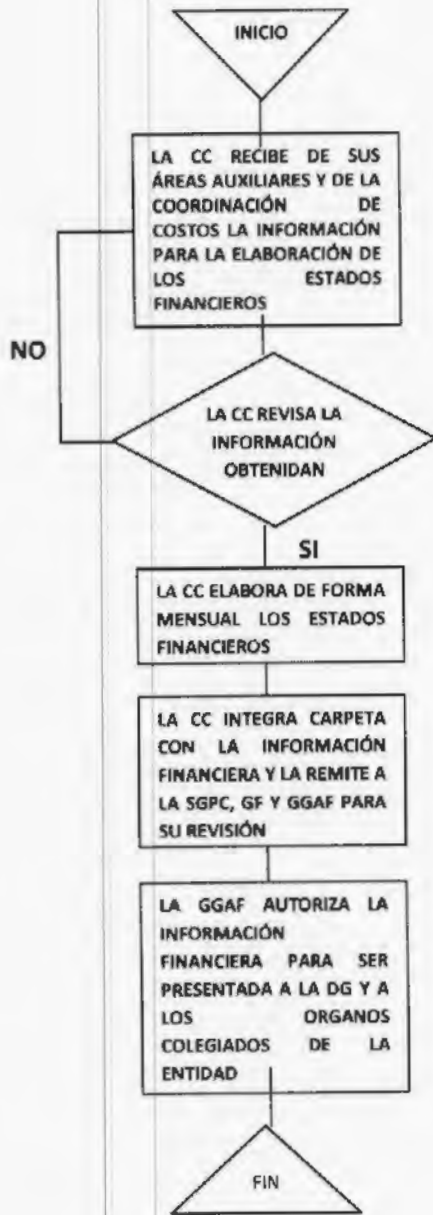 INICIO
LA CC RECIBE DE SUS
ÁREAS AUXILIARES Y DE LA
COORDINACIÓN DE
COSTOS LA INFORMACIÓN
PARA LA ELABORACIÓN DE
LOS ESTADOS
FINANCIEROS
NO
LA CC REVISA LA
INFORMACIÓN
OBTENIDAN
SI
LA CC ELABORA DE FORMA
MENSUAL LOS ESTADOS
FINANCIEROS
LA CC INTEGRA CARPETA
CON LA INFORMACIÓN
FINANCIERA Y LA REMITE A
LA SGPC, GF Y GGAF PARA
SU REVISIÓN
LA GGAF AUTORIZA LA
INFORMACIÓN
FINANCIERA PARA SER
PRESENTADA A LA DG Y A
LOS ORGANOS
COLEGIADOS DE LA
ENTIDAD
FIN